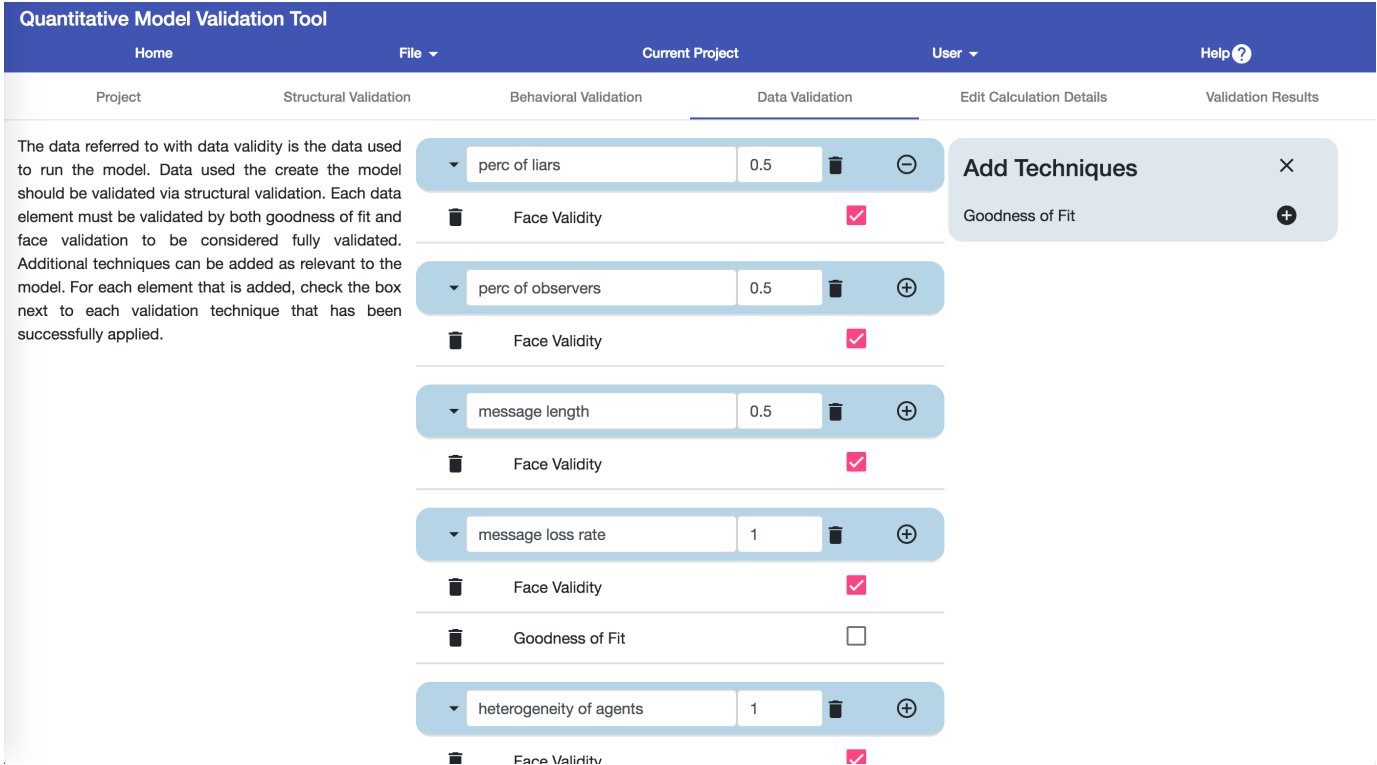 Quantitative Model Validation Tool
Home File Current Project User Help ?
Project Structural Validation Behavioral Validation Data Validation Edit Calculation Details Validation Results
The data referred to with data validity is the data used
to run the model. Data used the create the model
should be validated via structural validation. Each data
element must be validated by both goodness of fit and
face validation to be considered fully validated.
Additional techniques can be added as relevant to the
model. For each element that is added, check the box
next to each validation technique that has been
successfully applied.
perc of liars 0.5
Face Validity
perc of observers 0.5
Face Validity
message length 0.5
Face Validity
message loss rate 1
Face Validity
Goodness of Fit
heterogeneity of agents 1
Face Validity
Add Techniques
Goodness of Fit